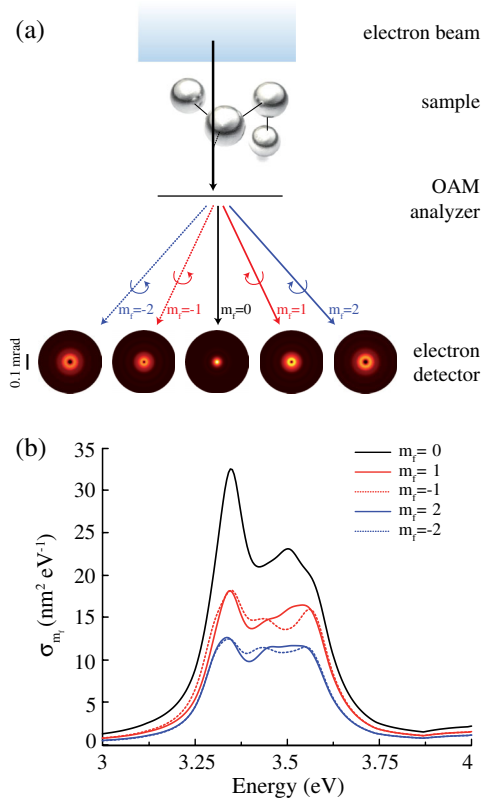 (a)
electron beam
sample
OAM
analyzer
m_f=-2 m_f=-1 m_f=0 m_f=1 m_f=2
0.1 mrad
electron
detector
(b)
35
30
25
20
15
10
5
0
σ_{m_f} (nm² eV⁻¹)
m_f= 0
m_f= 1
m_f=-1
m_f= 2
m_f=-2
3 3.25 3.5 3.75 4
Energy (eV)